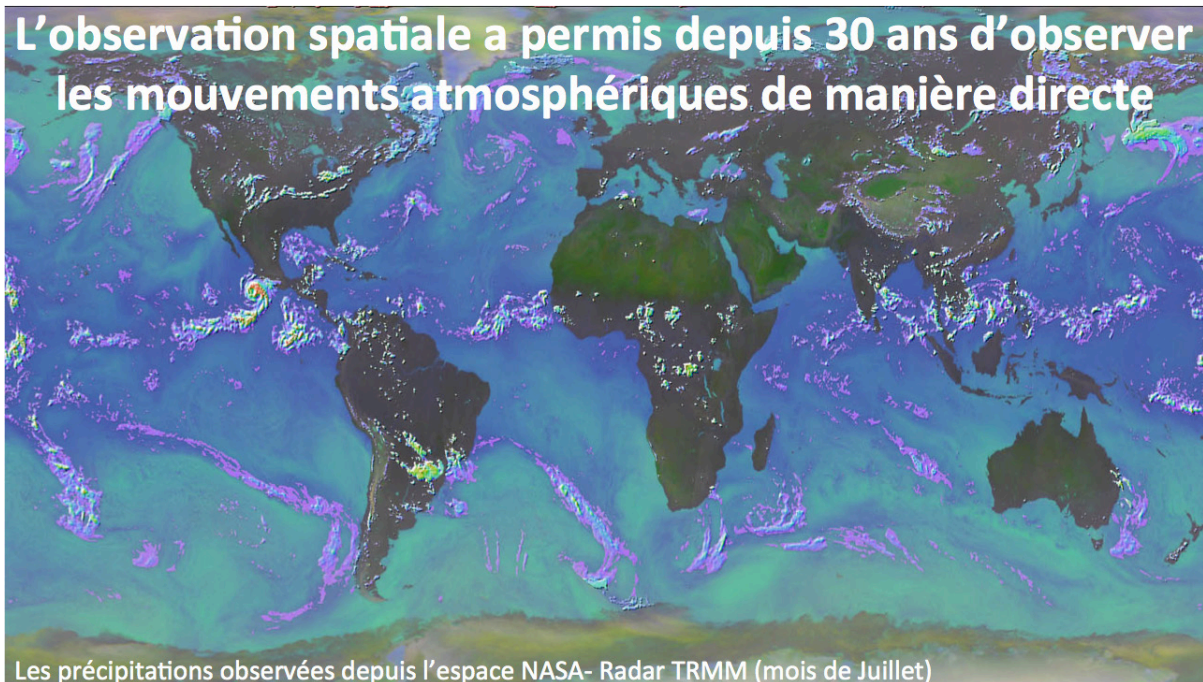 L’observation spatiale a permis depuis 30 ans d’observer
les mouvements atmosphériques de manière directe
Les précipitations observées depuis l’espace NASA- Radar TRMM (mois de Juillet)